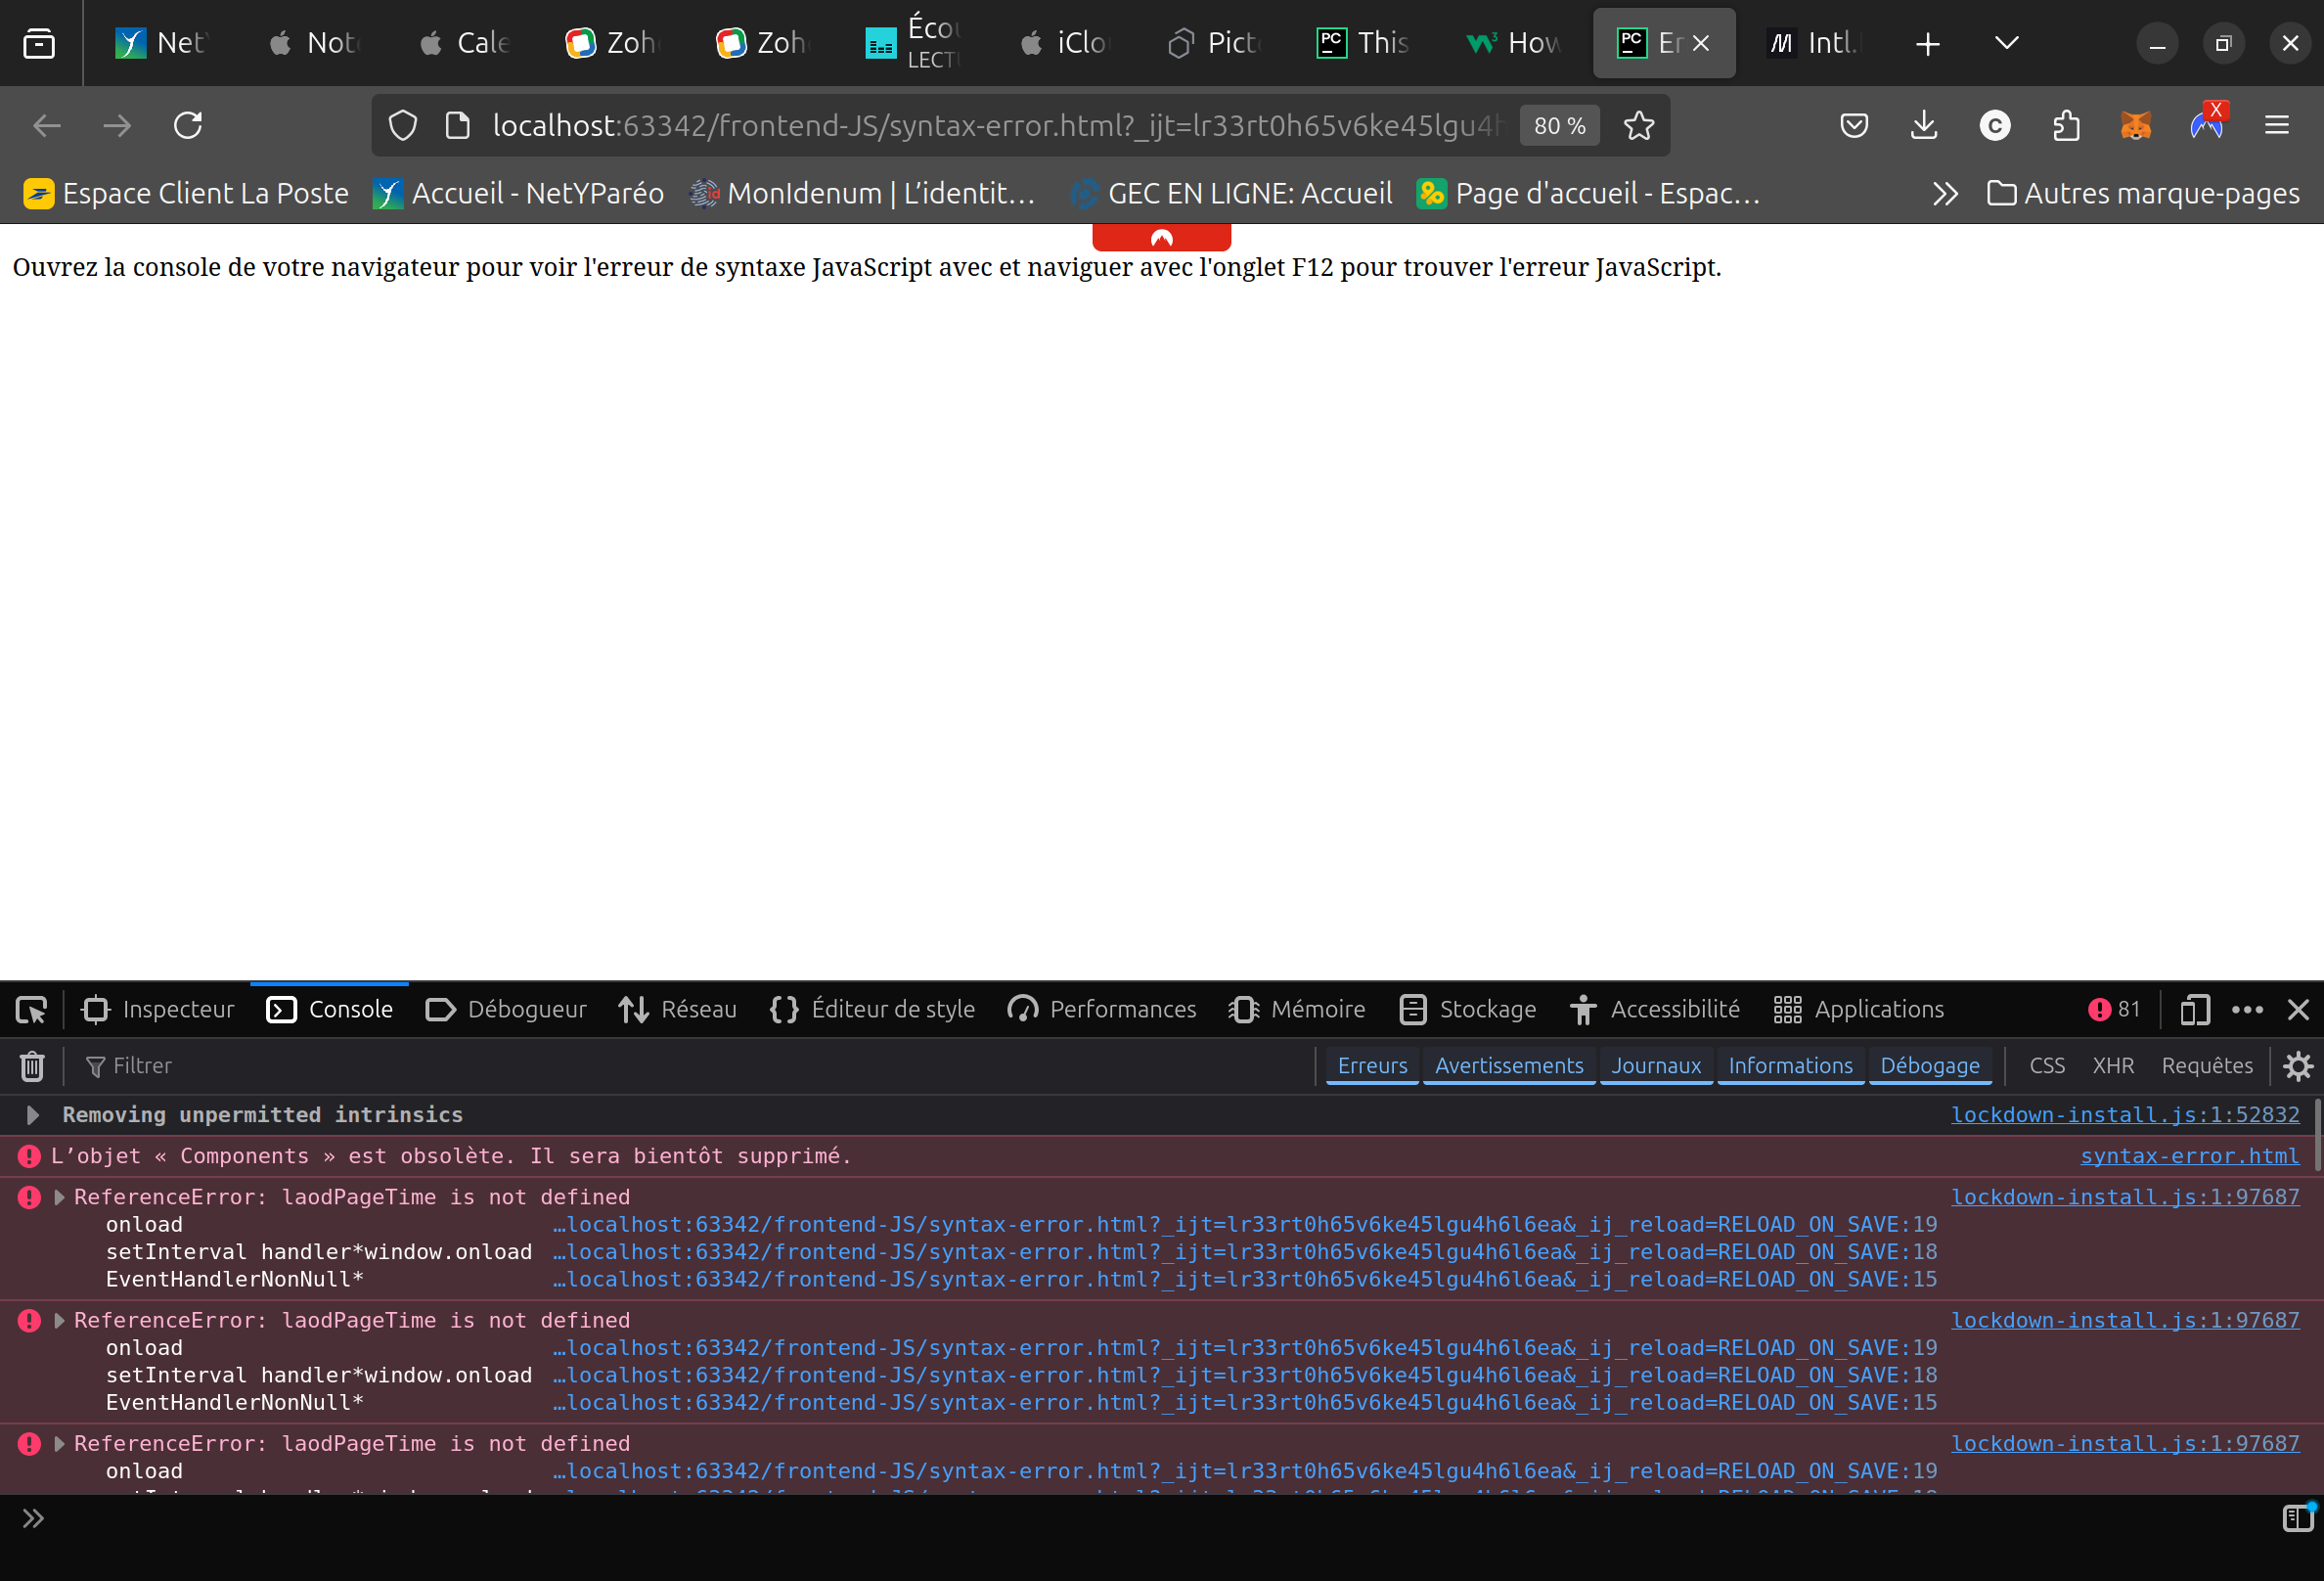 Net
Not
Cale
Zoh
Zoh
Écou
LECT
iClo
Pict
PC
This
How
PC
Er
Intl.
localhost:63342/frontend-JS/syntax-error.html?_ijt=lr33rt0h65v6ke45lgu4h
80 %
C
X
Espace Client La Poste
Accueil - NetYParéo
MonIdenum | L’identit…
GEC EN LIGNE: Accueil
Page d'accueil - Espac…
Autres marque-pages
Ouvrez la console de votre navigateur pour voir l'erreur de syntaxe JavaScript avec et naviguer avec l'onglet F12 pour trouver l'erreur JavaScript.
Inspecteur
Console
Débogueur
Réseau
Éditeur de style
Performances
Mémoire
Stockage
Accessibilité
Applications
81
Filtrer
Erreurs
Avertissements
Journaux
Informations
Débogage
CSS
XHR
Requêtes
Removing unpermitted intrinsics lockdown-install.js:1:52832
L’objet « Components » est obsolète. Il sera bientôt supprimé. syntax-error.html
ReferenceError: laodPageTime is not defined lockdown-install.js:1:97687
onload …localhost:63342/frontend-JS/syntax-error.html?_ijt=lr33rt0h65v6ke45lgu4h6l6ea&_ij_reload=RELOAD_ON_SAVE:19
setInterval handler*window.onload …localhost:63342/frontend-JS/syntax-error.html?_ijt=lr33rt0h65v6ke45lgu4h6l6ea&_ij_reload=RELOAD_ON_SAVE:18
EventHandlerNonNull* …localhost:63342/frontend-JS/syntax-error.html?_ijt=lr33rt0h65v6ke45lgu4h6l6ea&_ij_reload=RELOAD_ON_SAVE:15
ReferenceError: laodPageTime is not defined lockdown-install.js:1:97687
onload …localhost:63342/frontend-JS/syntax-error.html?_ijt=lr33rt0h65v6ke45lgu4h6l6ea&_ij_reload=RELOAD_ON_SAVE:19
setInterval handler*window.onload …localhost:63342/frontend-JS/syntax-error.html?_ijt=lr33rt0h65v6ke45lgu4h6l6ea&_ij_reload=RELOAD_ON_SAVE:18
EventHandlerNonNull* …localhost:63342/frontend-JS/syntax-error.html?_ijt=lr33rt0h65v6ke45lgu4h6l6ea&_ij_reload=RELOAD_ON_SAVE:15
ReferenceError: laodPageTime is not defined lockdown-install.js:1:97687
onload …localhost:63342/frontend-JS/syntax-error.html?_ijt=lr33rt0h65v6ke45lgu4h6l6ea&_ij_reload=RELOAD_ON_SAVE:19